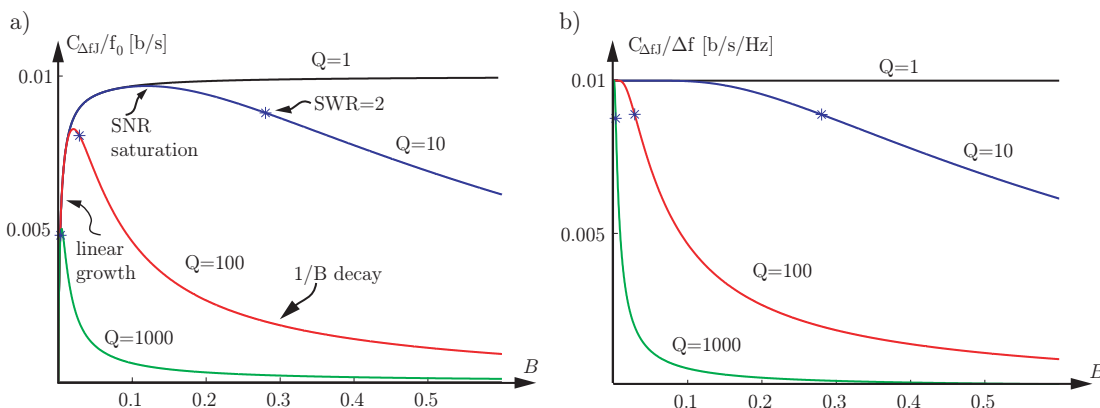 a)
C_ΔfJ/f_0 [b/s]
0.01
0.005
Q=1
SWR=2
SNR
saturation
Q=10
linear
growth
Q=100
1/B decay
Q=1000
B
0.1 0.2 0.3 0.4 0.5
b)
C_ΔfJ/Δf [b/s/Hz]
0.01
0.005
Q=1
Q=10
Q=100
Q=1000
B
0.1 0.2 0.3 0.4 0.5